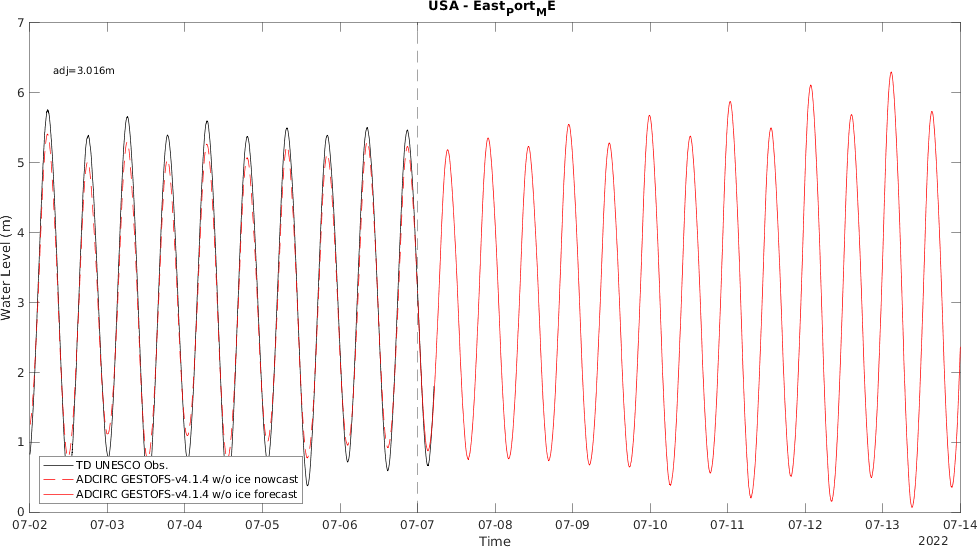 USA - EastPortME
7
adj=3.016m
6
5
4
3
2
1
0
Water Level (m)
TD UNESCO Obs.
ADCIRC GESTOFS-v4.1.4 w/o ice nowcast
ADCIRC GESTOFS-v4.1.4 w/o ice forecast
07-02 07-03 07-04 07-05 07-06 07-07 07-08 07-09 07-10 07-11 07-12 07-13 07-14
Time
2022